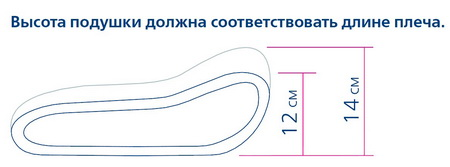 Высота подушки должна соответствовать длине плеча.
12 см
14 см